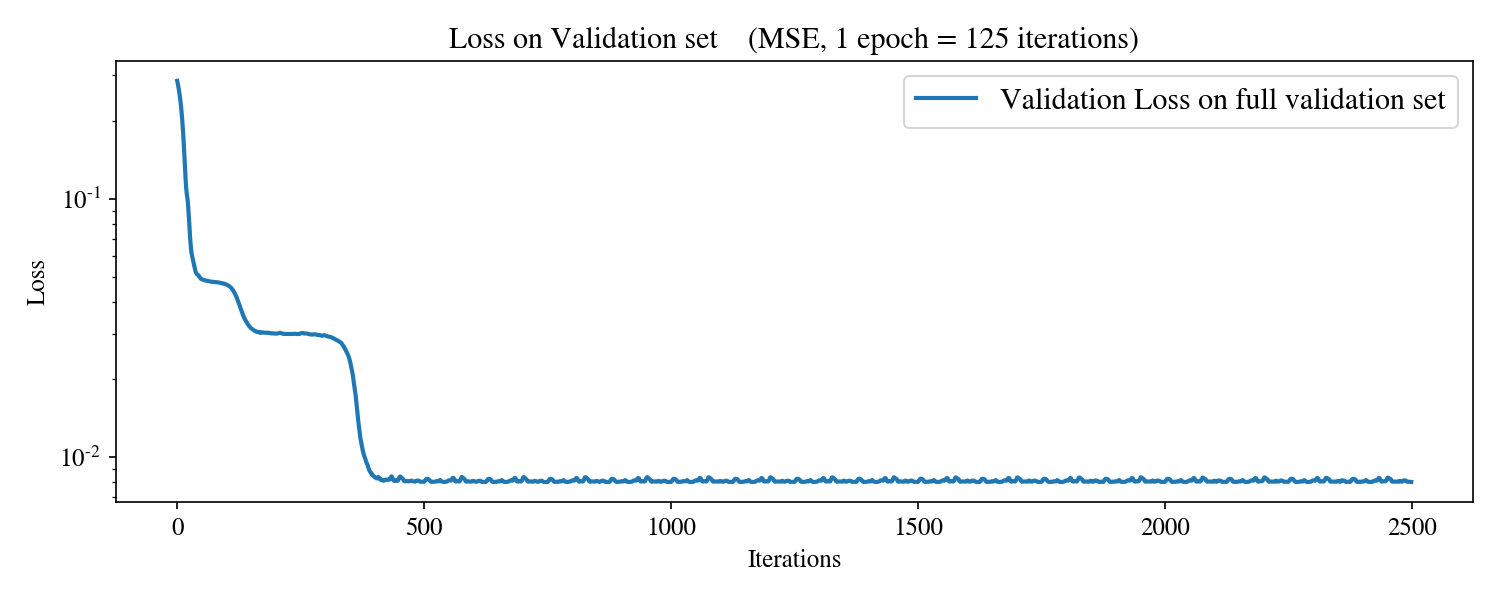 Loss on Validation set (MSE, 1 epoch = 125 iterations)
Validation Loss on full validation set
Loss
10-1
10-2
0 500 1000 1500 2000 2500
Iterations